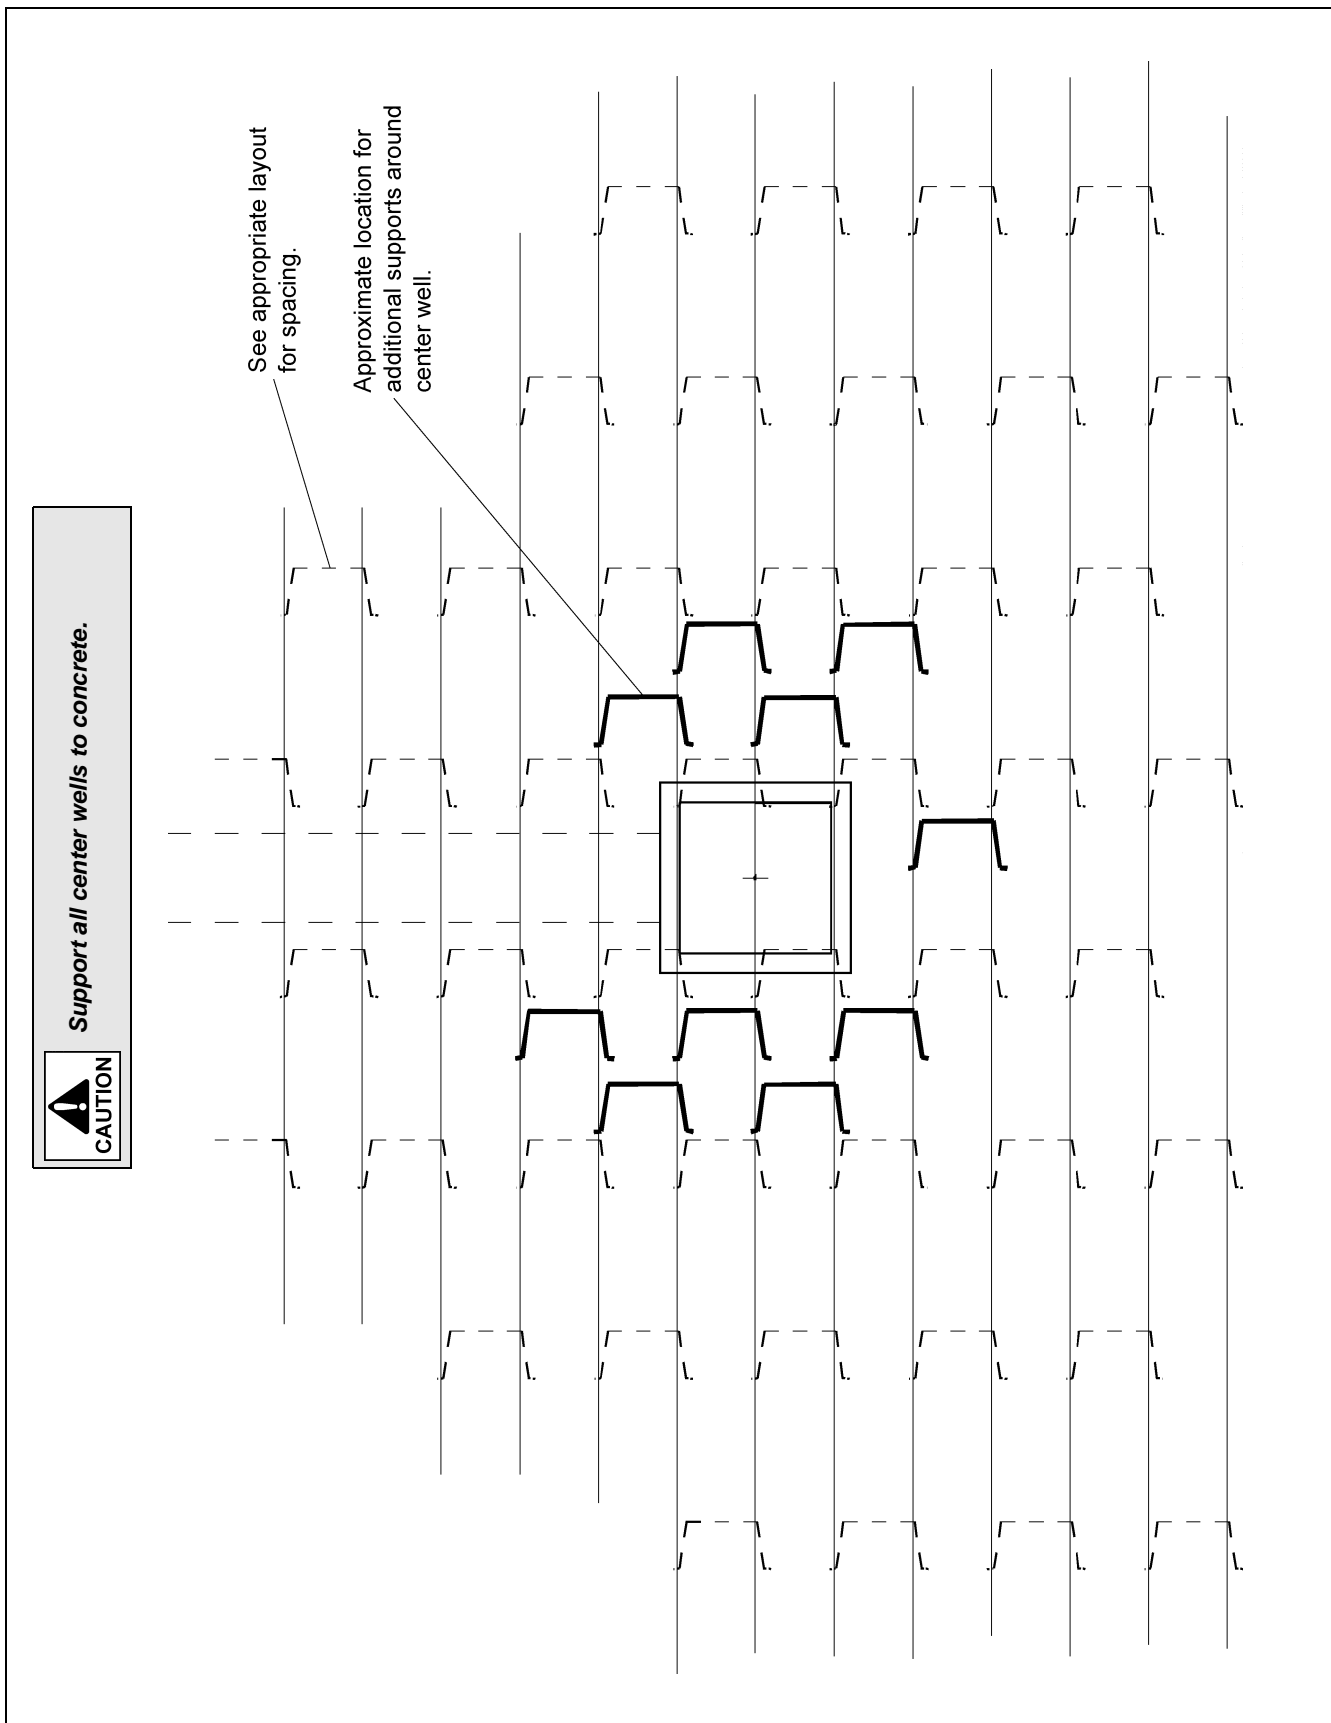 CAUTION
Support all center wells to concrete.
See appropriate layout
for spacing.
Approximate location for
additional supports around
center well.